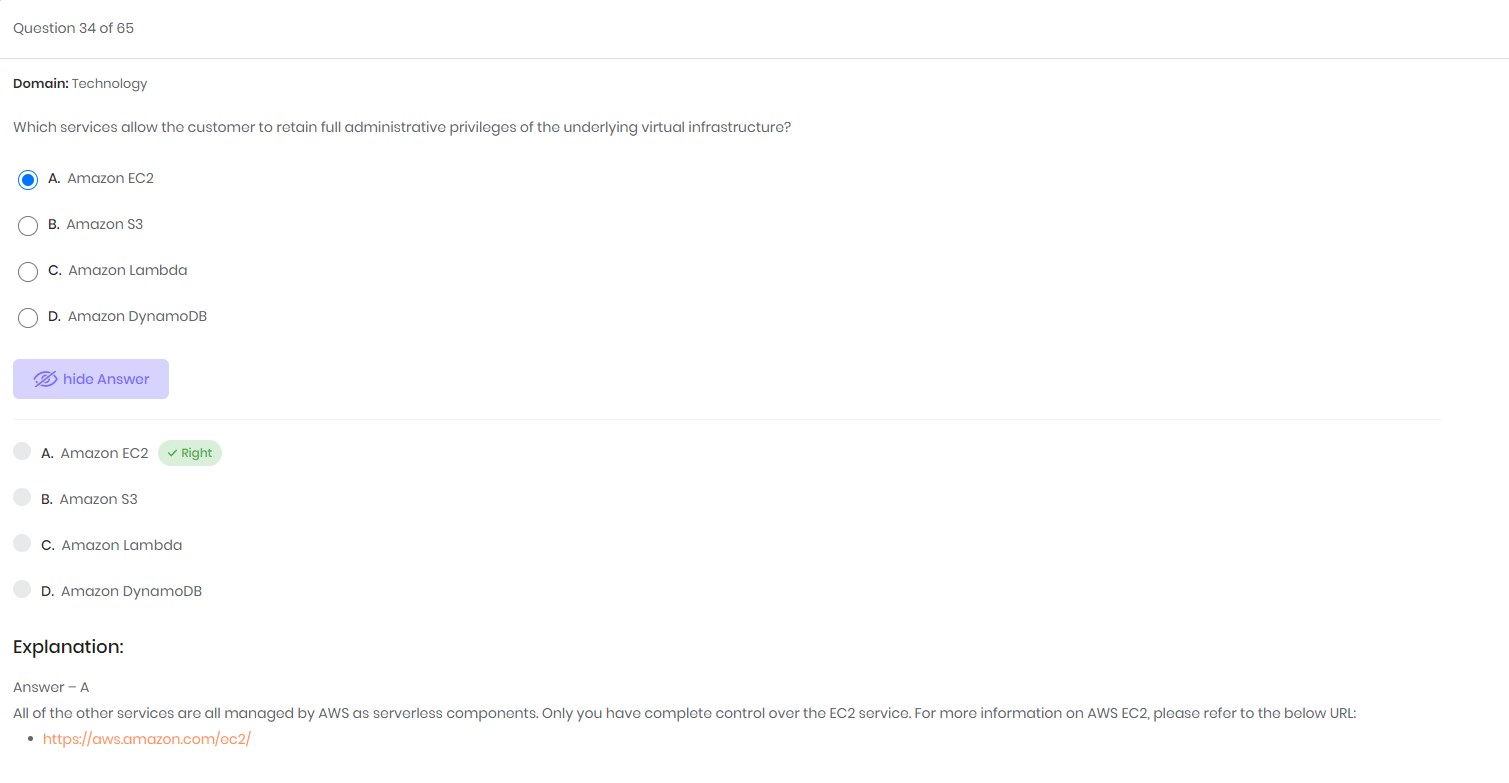 Question 34 of 65
Domain: Technology
Which services allow the customer to retain full administrative privileges of the underlying virtual infrastructure?
A. Amazon EC2
B. Amazon S3
C. Amazon Lambda
D. Amazon DynamoDB
hide Answer
A. Amazon EC2 ✓ Right
B. Amazon S3
C. Amazon Lambda
D. Amazon DynamoDB
Explanation:
Answer – A
All of the other services are all managed by AWS as serverless components. Only you have complete control over the EC2 service. For more information on AWS EC2, please refer to the below URL:
• https://aws.amazon.com/ec2/